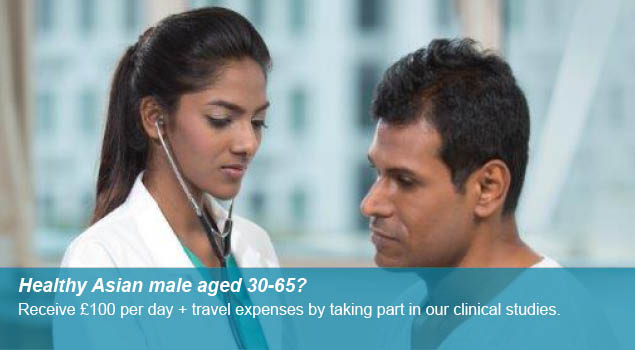 Healthy Asian male aged 30-65?
Receive £100 per day + travel expenses by taking part in our clinical studies.